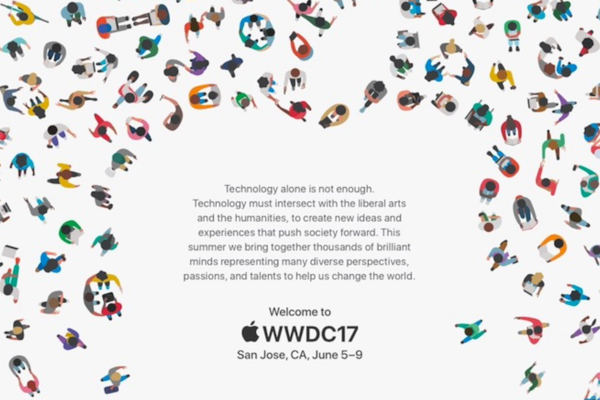 Technology alone is not enough.
Technology must intersect with the liberal arts
and the humanities, to create new ideas and
experiences that push society forward. This
summer we bring together thousands of brilliant
minds representing many diverse perspectives,
passions, and talents to help us change the world.
Welcome to
WWDC17
San Jose, CA, June 5–9